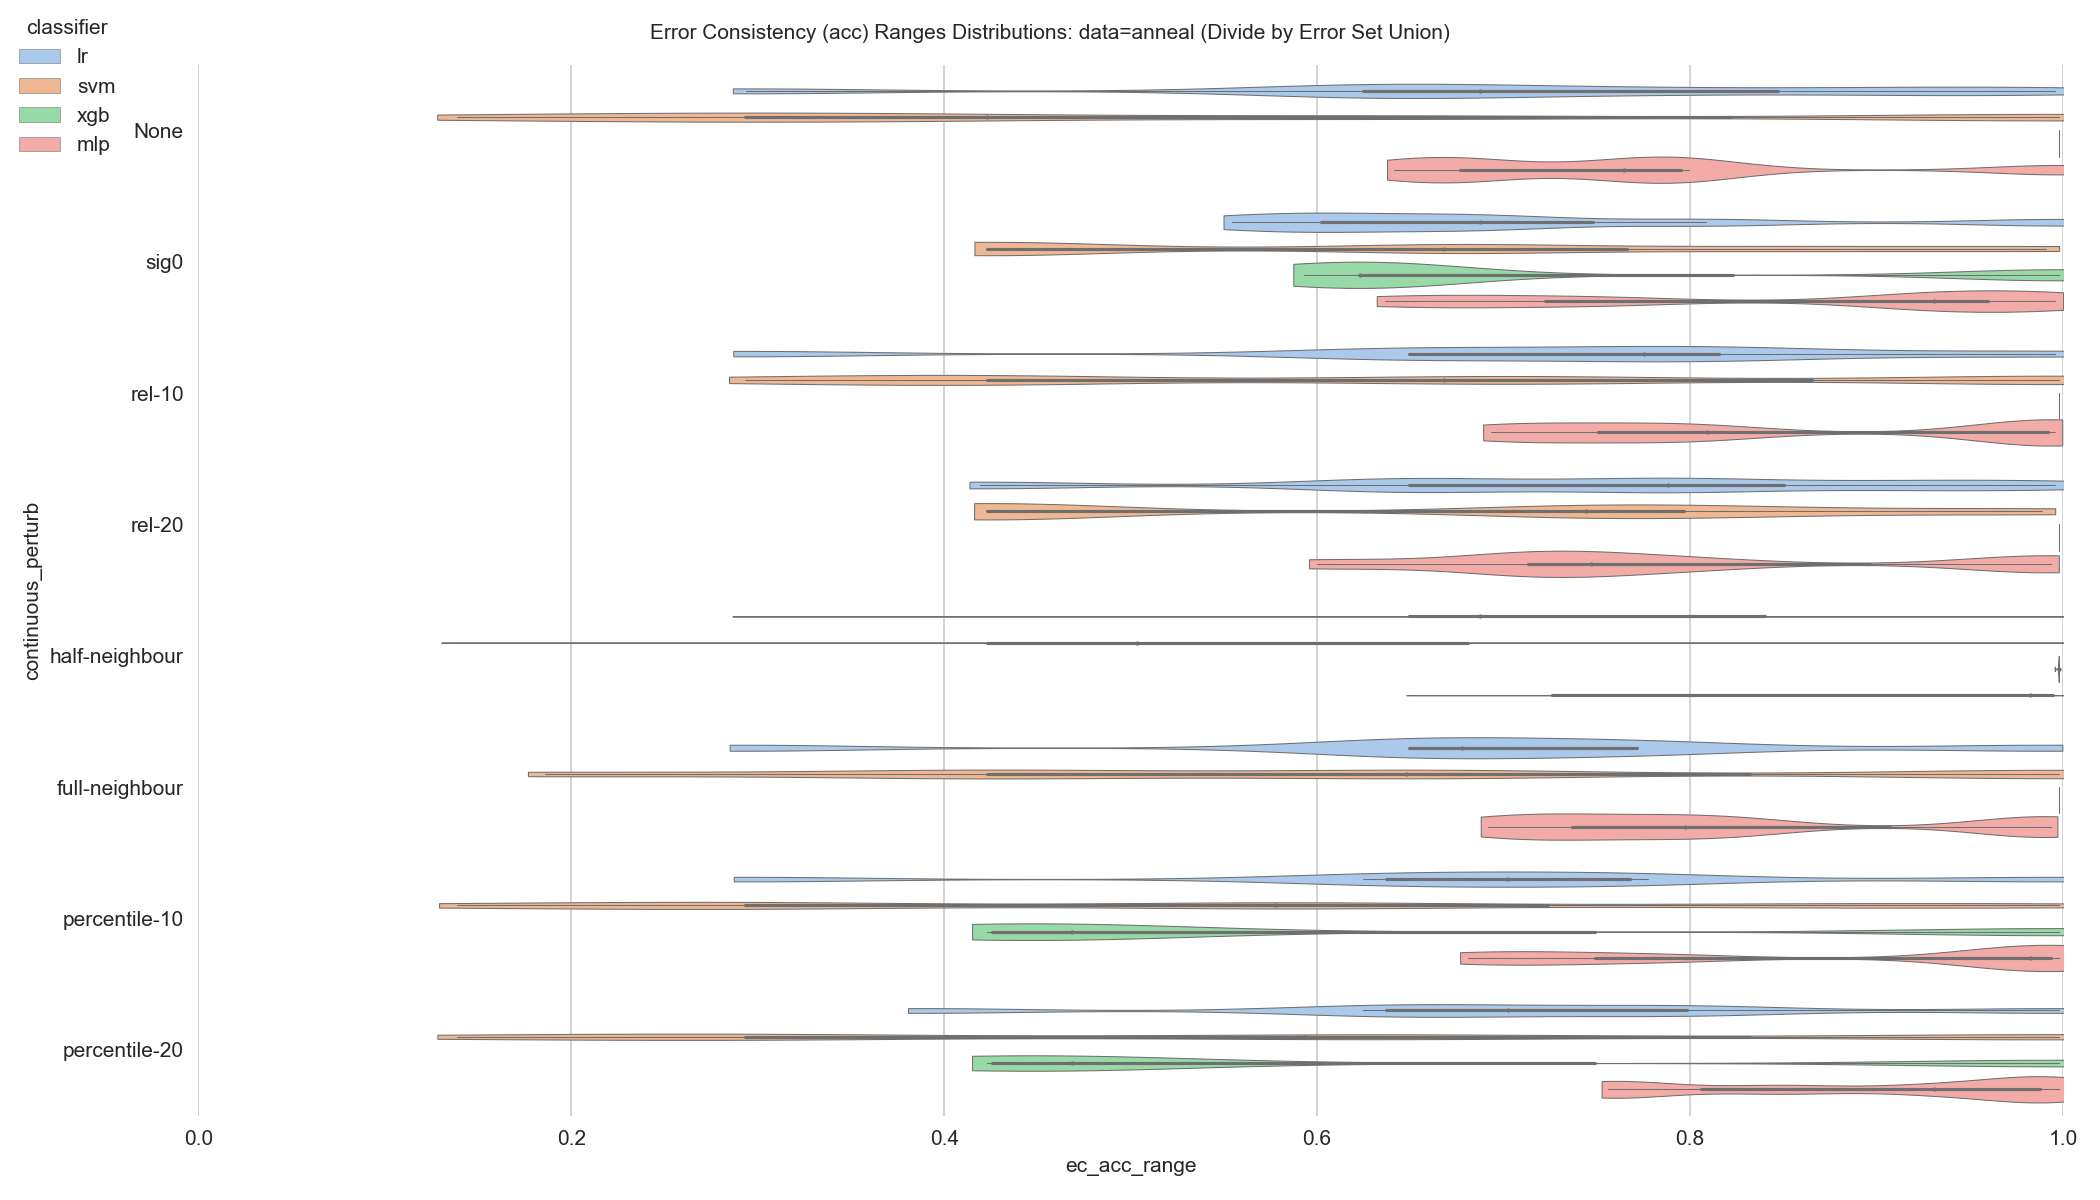 Error Consistency (acc) Ranges Distributions: data=anneal (Divide by Error Set Union)
classifier
lr
svm
xgb
mlp
continuous_perturb
None
sig0
rel-10
rel-20
half-neighbour
full-neighbour
percentile-10
percentile-20
0.0 0.2 0.4 0.6 0.8 1.0
ec_acc_range